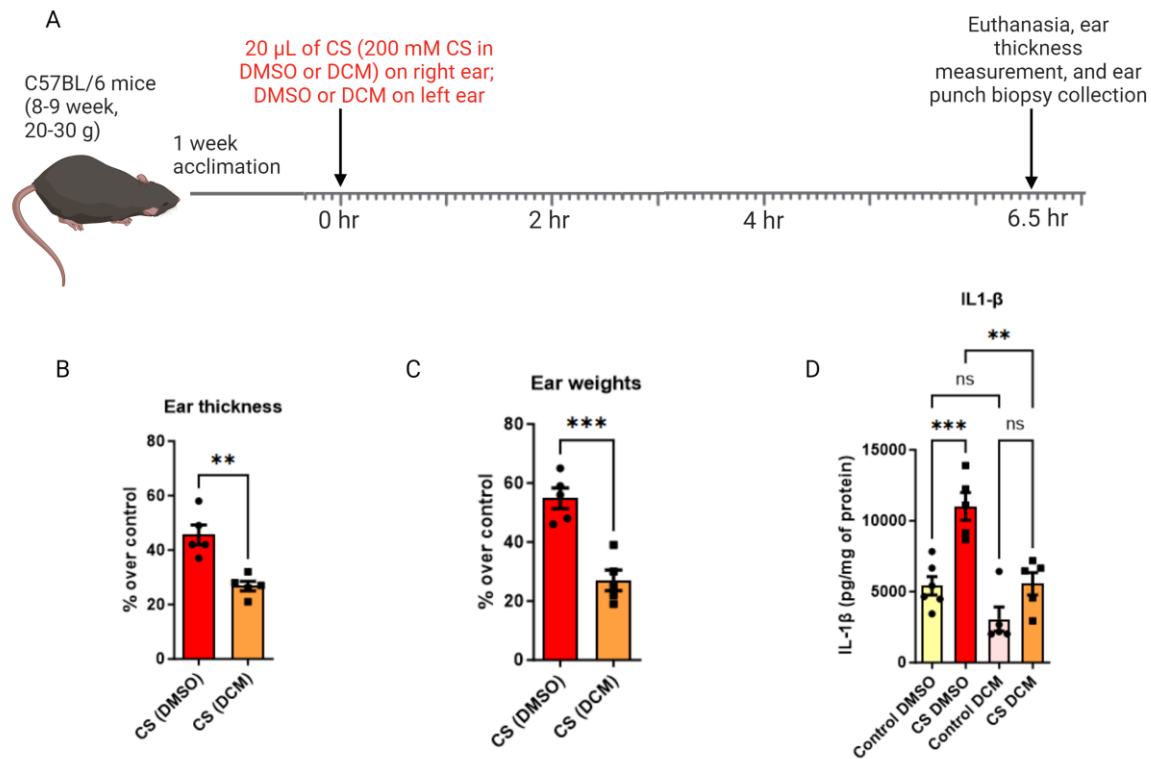 A
C57BL/6 mice
(8-9 week,
20-30 g)
1 week
acclimation
20 µL of CS (200 mM CS in
DMSO or DCM) on right ear;
DMSO or DCM on left ear
Euthanasia, ear
thickness
measurement, and ear
punch biopsy collection
0 hr
2 hr
4 hr
6.5 hr
B
Ear thickness
% over control
80
60
40
20
0
**
CS (DMSO)
CS (DCM)
C
Ear weights
% over control
80
60
40
20
0
***
CS (DMSO)
CS (DCM)
D
IL1-β
IL-1β (pg/mg of protein)
15000
10000
5000
0
**
ns
***
ns
Control DMSO
CS DMSO
Control DCM
CS DCM